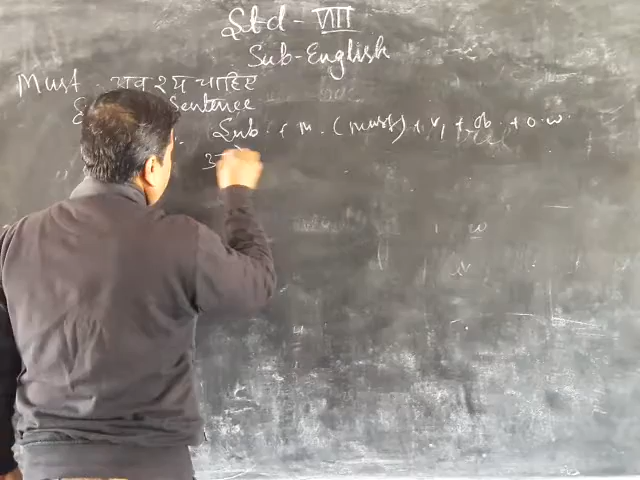 Std - VIII
Sub - English
Must - अवश्य चाहिए
Sentence
Sub. + M. (Must) + V1 + Ob. + O.W.